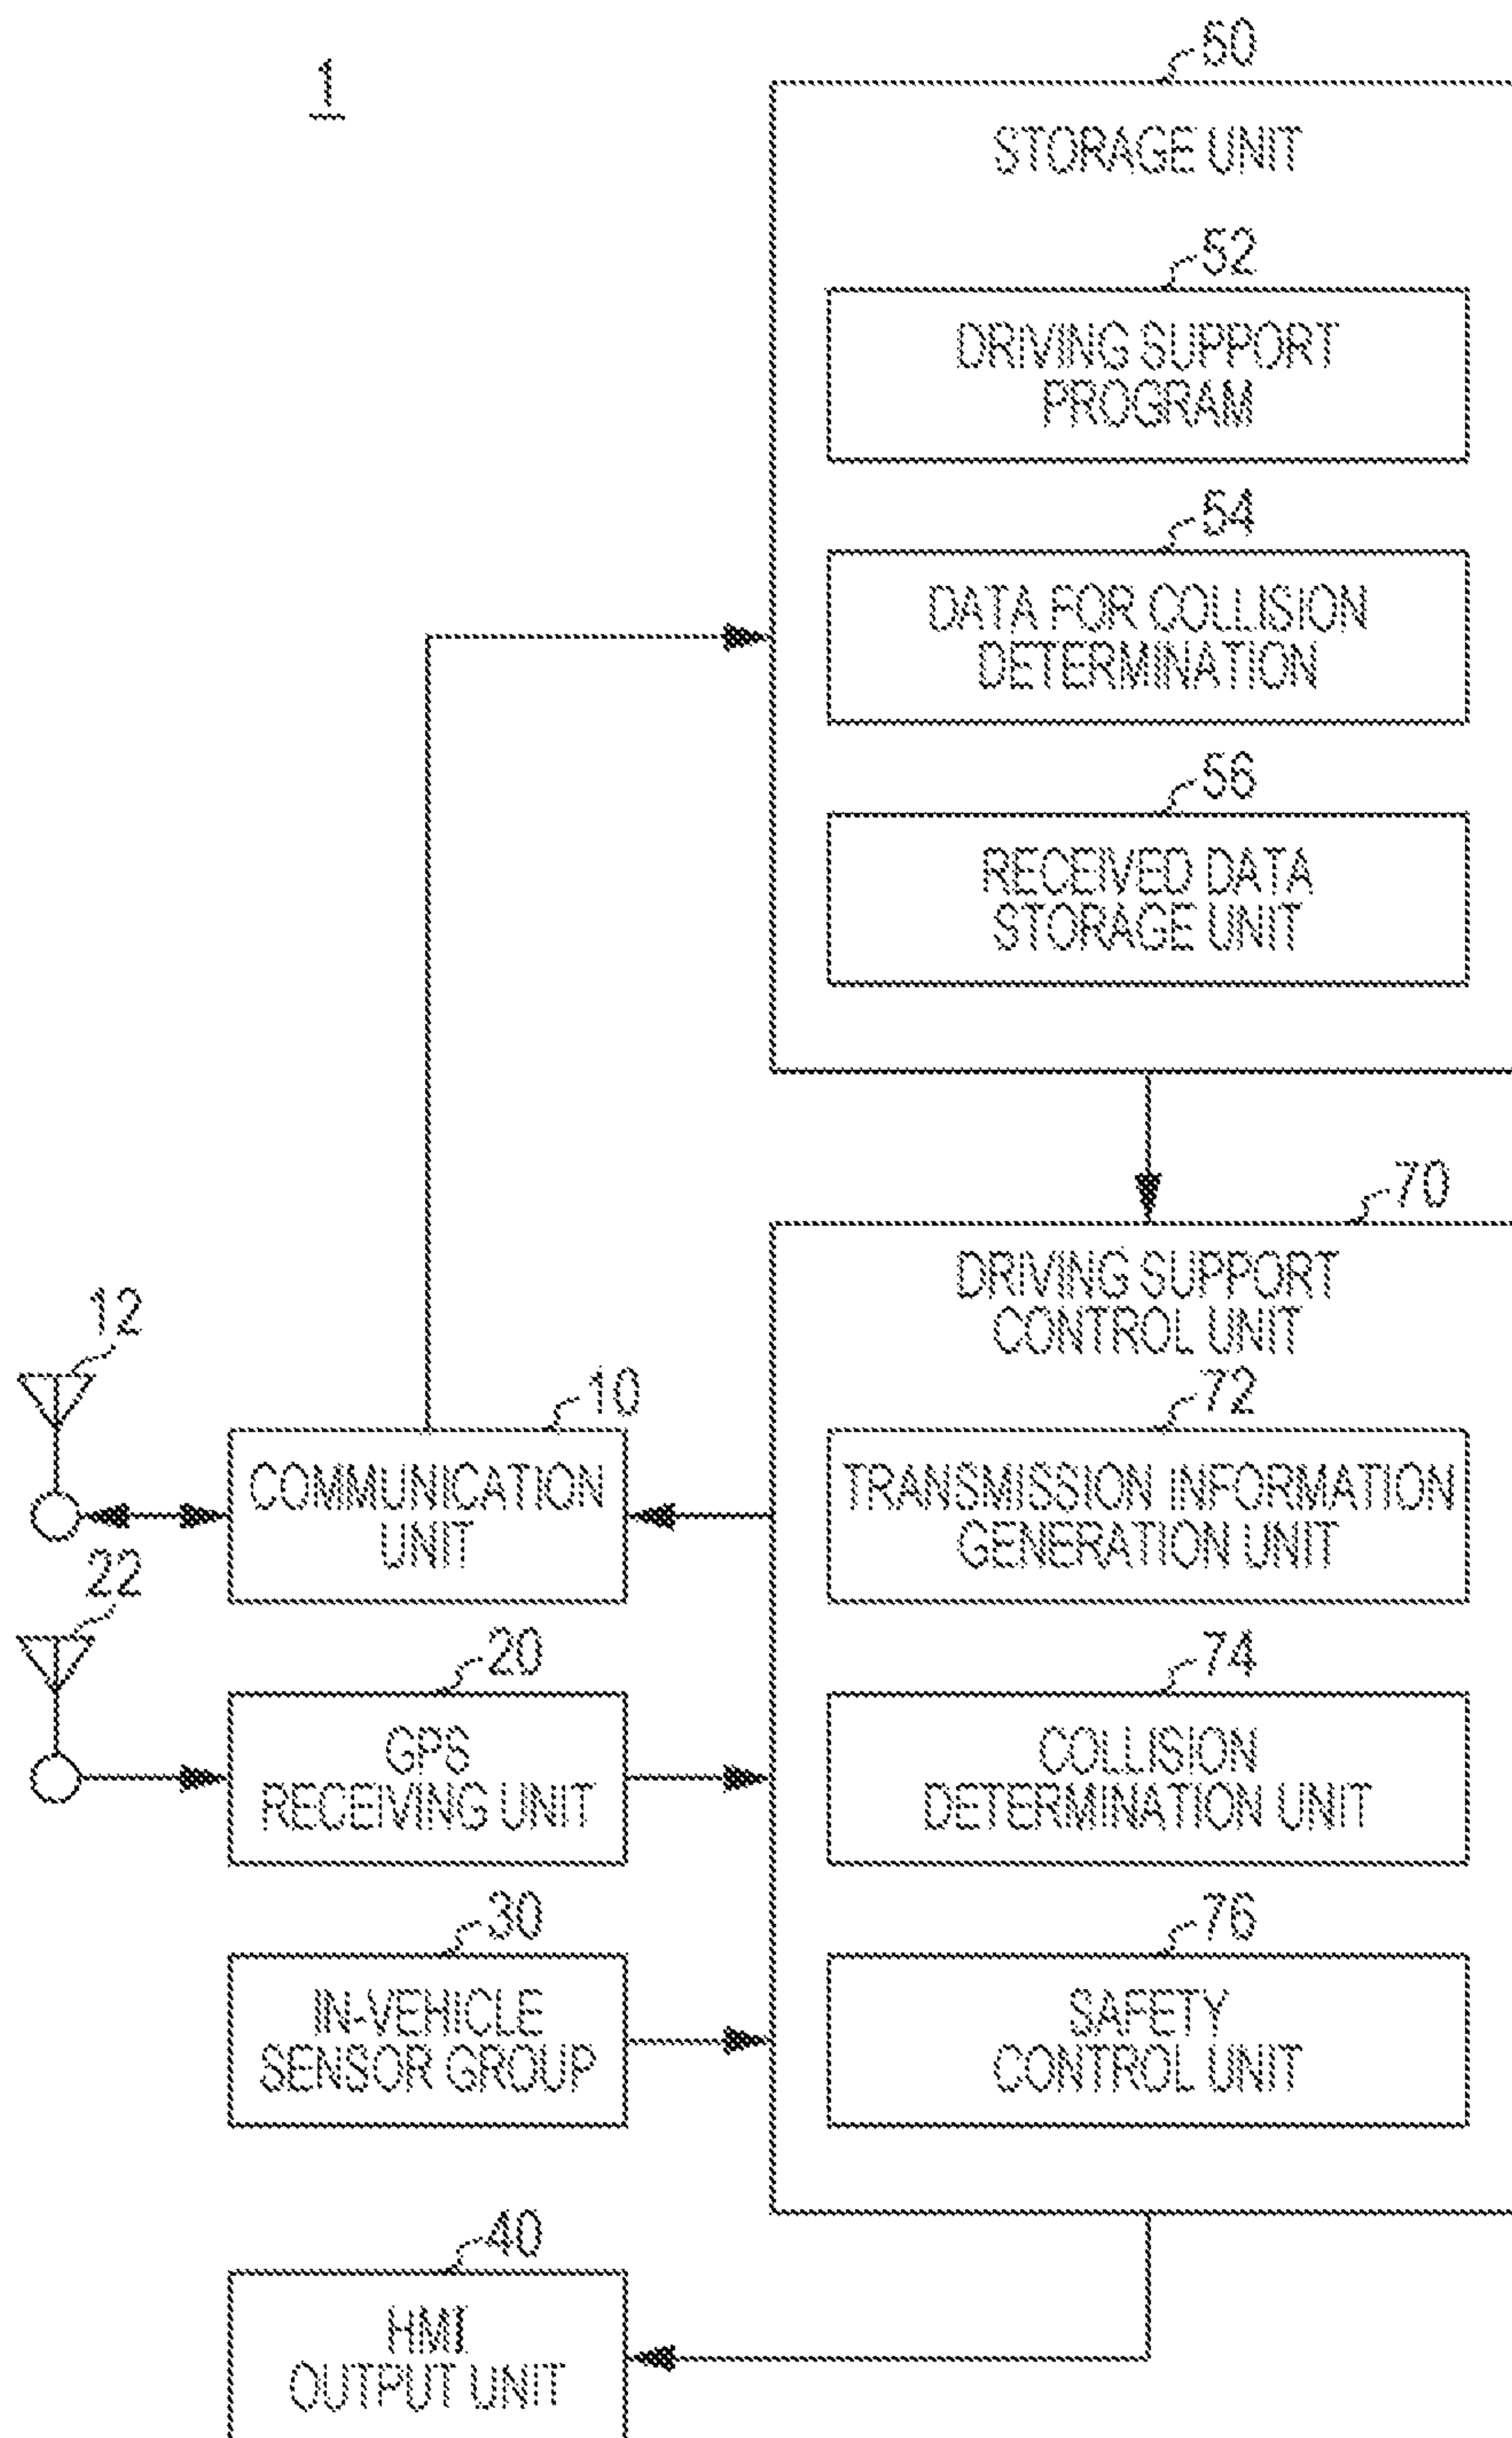 1
50
STORAGE UNIT
52
DRIVING SUPPORT
PROGRAM
54
DATA FOR COLLISION
DETERMINATION
56
RECEIVED DATA
STORAGE UNIT
70
DRIVING SUPPORT
CONTROL UNIT
12
10
COMMUNICATION
UNIT
72
TRANSMISSION INFORMATION
GENERATION UNIT
22
20
GPS
RECEIVING UNIT
74
COLLISION
DETERMINATION UNIT
30
IN-VEHICLE
SENSOR GROUP
76
SAFETY
CONTROL UNIT
40
HMI
OUTPUT UNIT